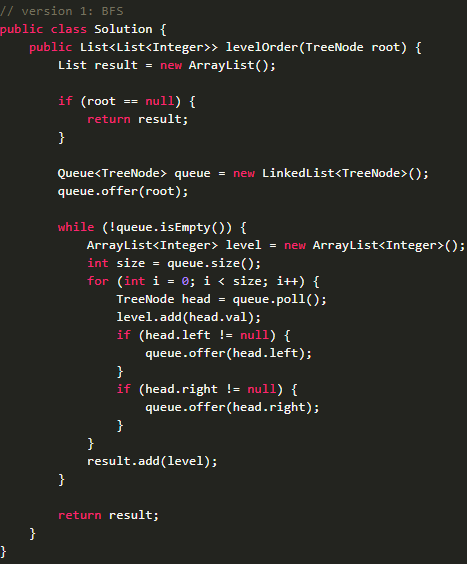 // version 1: BFS
public class Solution {
    public List<List<Integer>> levelOrder(TreeNode root) {
        List result = new ArrayList();

        if (root == null) {
            return result;
        }

        Queue<TreeNode> queue = new LinkedList<TreeNode>();
        queue.offer(root);

        while (!queue.isEmpty()) {
            ArrayList<Integer> level = new ArrayList<Integer>();
            int size = queue.size();
            for (int i = 0; i < size; i++) {
                TreeNode head = queue.poll();
                level.add(head.val);
                if (head.left != null) {
                    queue.offer(head.left);
                }
                if (head.right != null) {
                    queue.offer(head.right);
                }
            }
            result.add(level);
        }

        return result;
    }
}